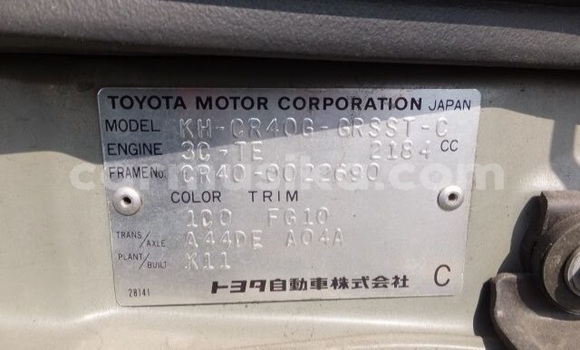 TOYOTA MOTOR CORPORATION JAPAN
MODEL KH-CR40G-GRSST-C
ENGINE 3C-TE 2184 CC
FRAME No. CR40-0022690
COLOR TRIM
1C0 FG10
TRANS/AXLE A44DE A04A
PLANT/BUILT K11
トヨタ自動車株式会社 C
28141